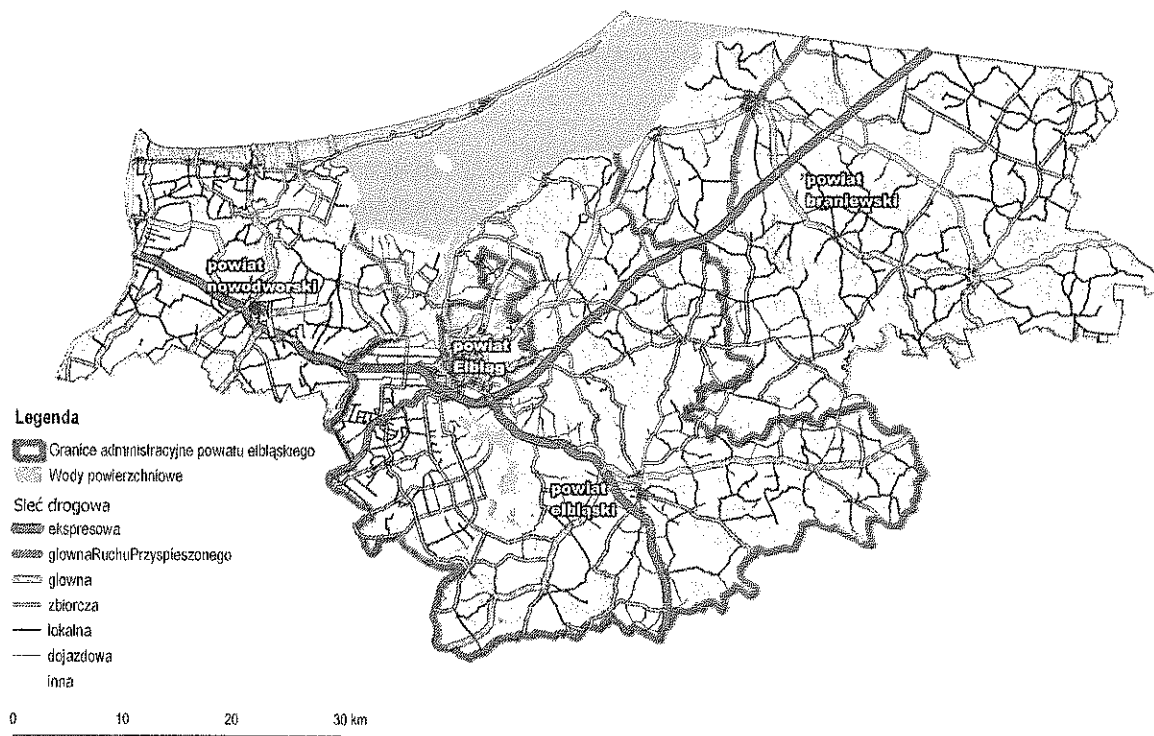 powiat
braniewski
powiat
nowodworski
powiat
Elbląg
powiat
elbląski
Legenda
Granice administracyjne powiatu elbląskiego
Wody powierzchniowe
Sieć drogowa
ekspresowa
glownaRuchuPrzyspieszonego
glowna
zbiorcza
lokalna
dojazdowa
inna
0 10 20 30 km